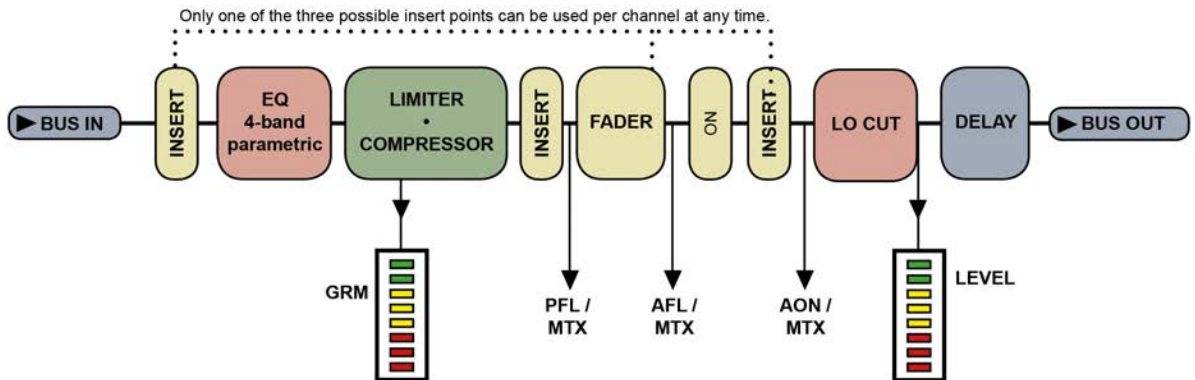 Only one of the three possible insert points can be used per channel at any time.
BUS IN
INSERT
EQ
4-band
parametric
LIMITER
•
COMPRESSOR
INSERT
FADER
ON
INSERT
LO CUT
DELAY
BUS OUT
GRM
PFL /
MTX
AFL /
MTX
AON /
MTX
LEVEL